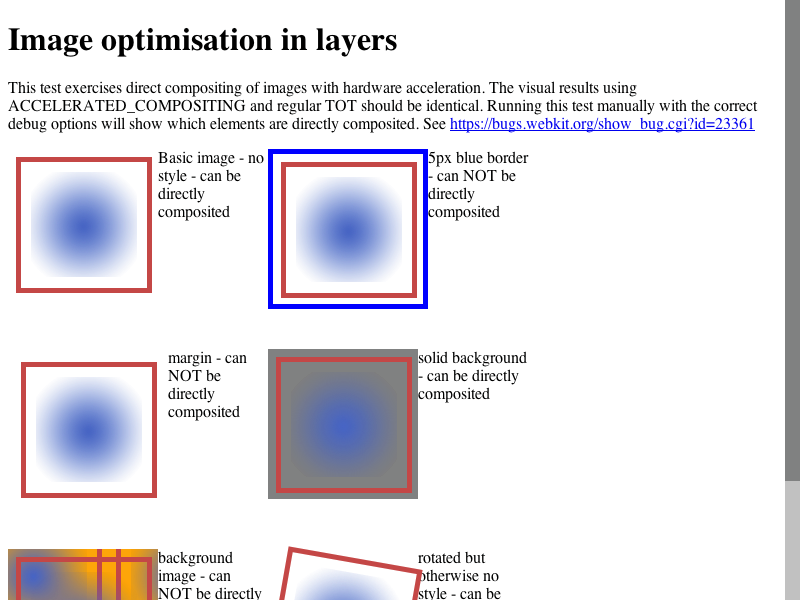 Image optimisation in layers
This test exercises direct compositing of images with hardware acceleration. The visual results using
ACCELERATED_COMPOSITING and regular TOT should be identical. Running this test manually with the correct
debug options will show which elements are directly composited. See https://bugs.webkit.org/show_bug.cgi?id=23361
Basic image - no
style - can be
directly
composited
5px blue border
- can NOT be
directly
composited
margin - can
NOT be
directly
composited
solid background
- can be directly
composited
background
image - can
NOT be directly
rotated but
otherwise no
style - can be